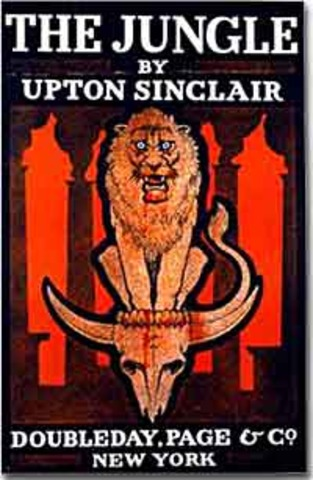 THE JUNGLE
BY
UPTON SINCLAIR
DOUBLEDAY, PAGE & Co
NEW YORK